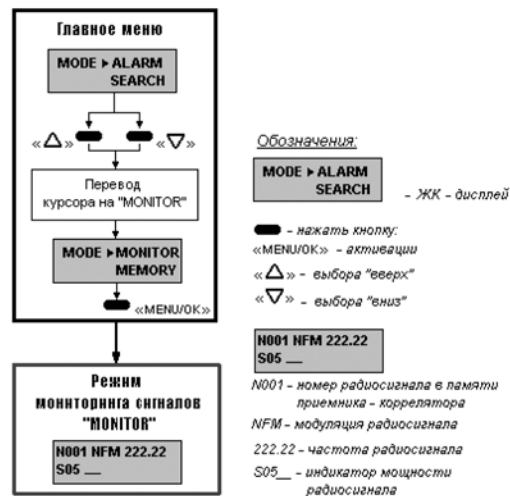 Главное меню
MODE ▸ ALARM
SEARCH
«△» «▽»
Перевод
курсора на "MONITOR"
MODE ▸MONITOR
MEMORY
«MENU/OK»
Режим
мониторинга сигналов
"MONITOR"
N001 NFM 222.22
S05 __
Обозначения:
MODE ▸ ALARM
SEARCH
- ЖК - дисплей
- нажать кнопку:
«MENU/OK» - активации
«△» - выбора "вверх"
«▽» - выбора "вниз"
N001 NFM 222.22
S05 __
N001 - номер радиосигнала в памяти
приемника - коррелятора
NFM - модуляция радиосигнала
222.22 - частота радиосигнала
S05__ - индикатор мощности
радиосигнала